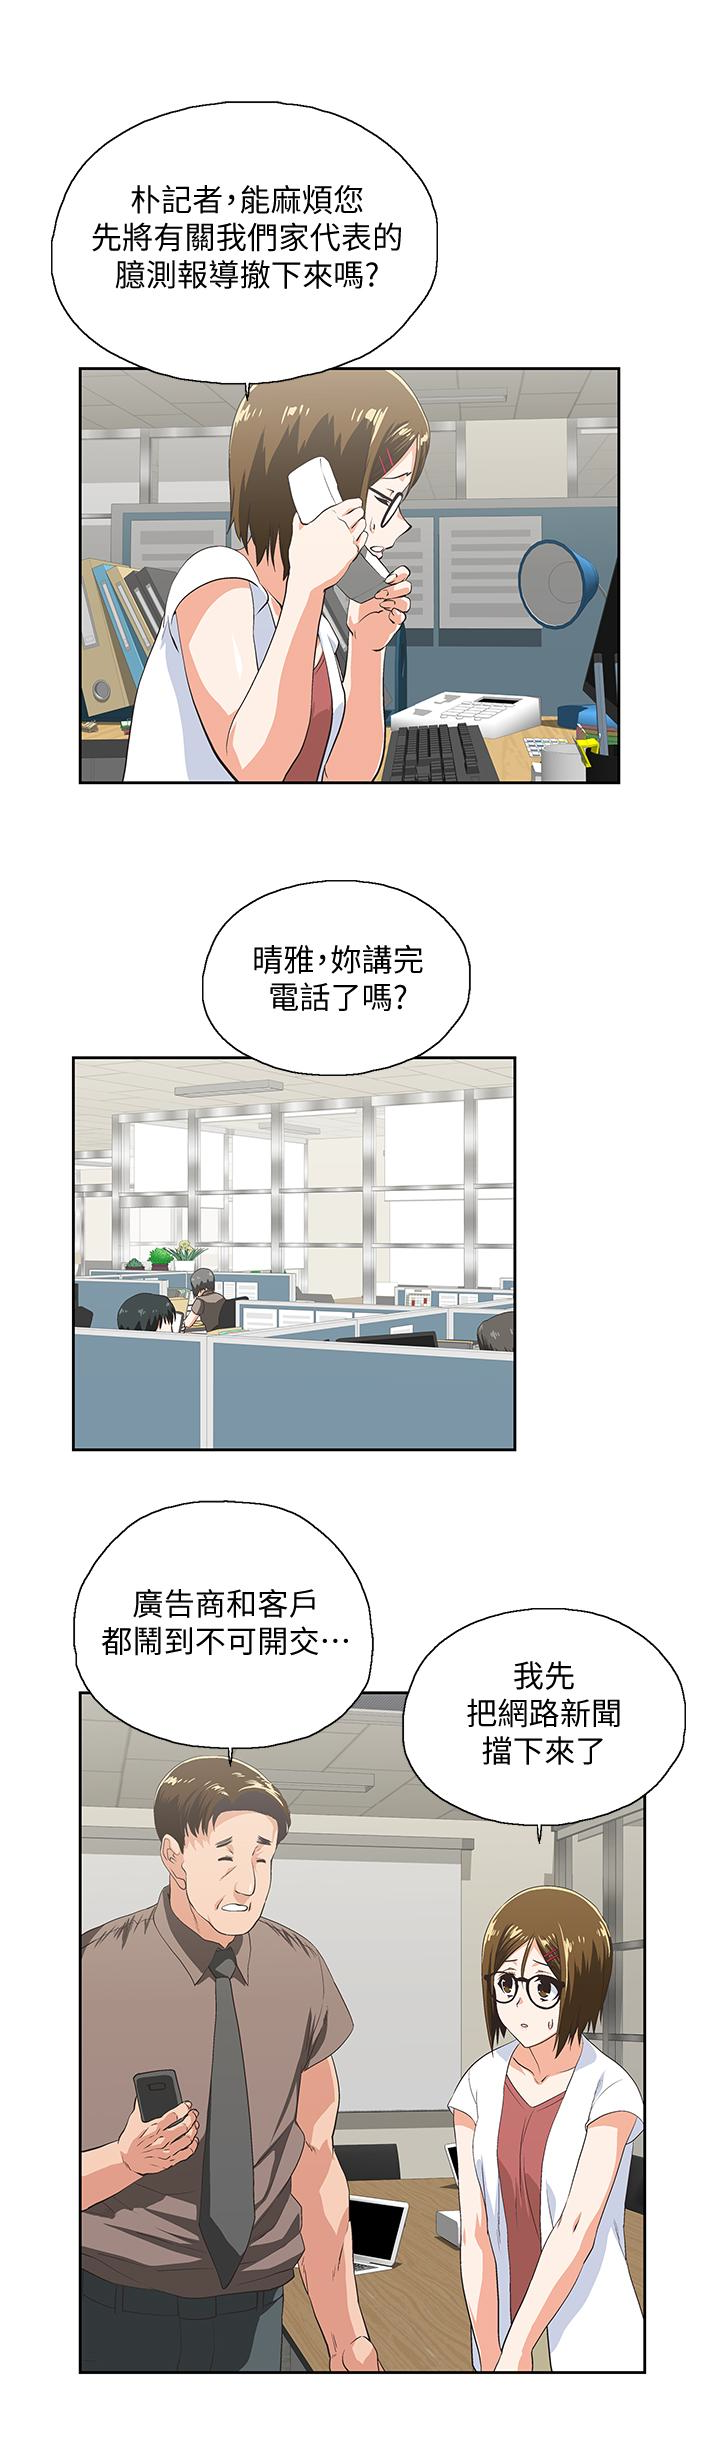 朴記者,能麻煩您
先將有關我們家代表的
臆測報導撤下來嗎?
晴雅,妳講完
電話了嗎?
廣告商和客戶
都鬧到不可開交⋯
我先
把網路新聞
擋下來了